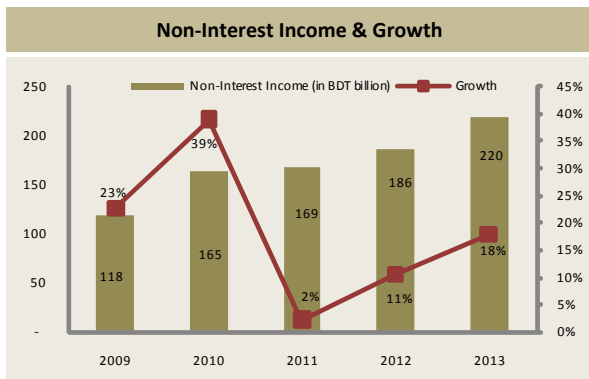 Non-Interest Income & Growth
Non-Interest Income (in BDT billion) Growth
250 45%
40%
200 39% 35%
186 220 30%
150 23% 169 25%
100 165 20%
118 18% 15%
50 2% 11% 10%
5%
- 0%
2009 2010 2011 2012 2013